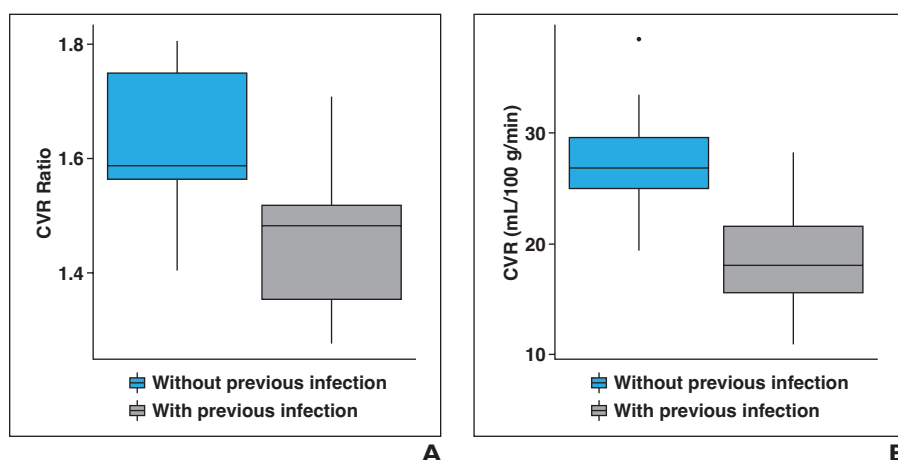 1.8
1.6
1.4
CVR Ratio
Without previous infection
With previous infection
A
30
20
10
CVR (mL/100 g/min)
Without previous infection
With previous infection